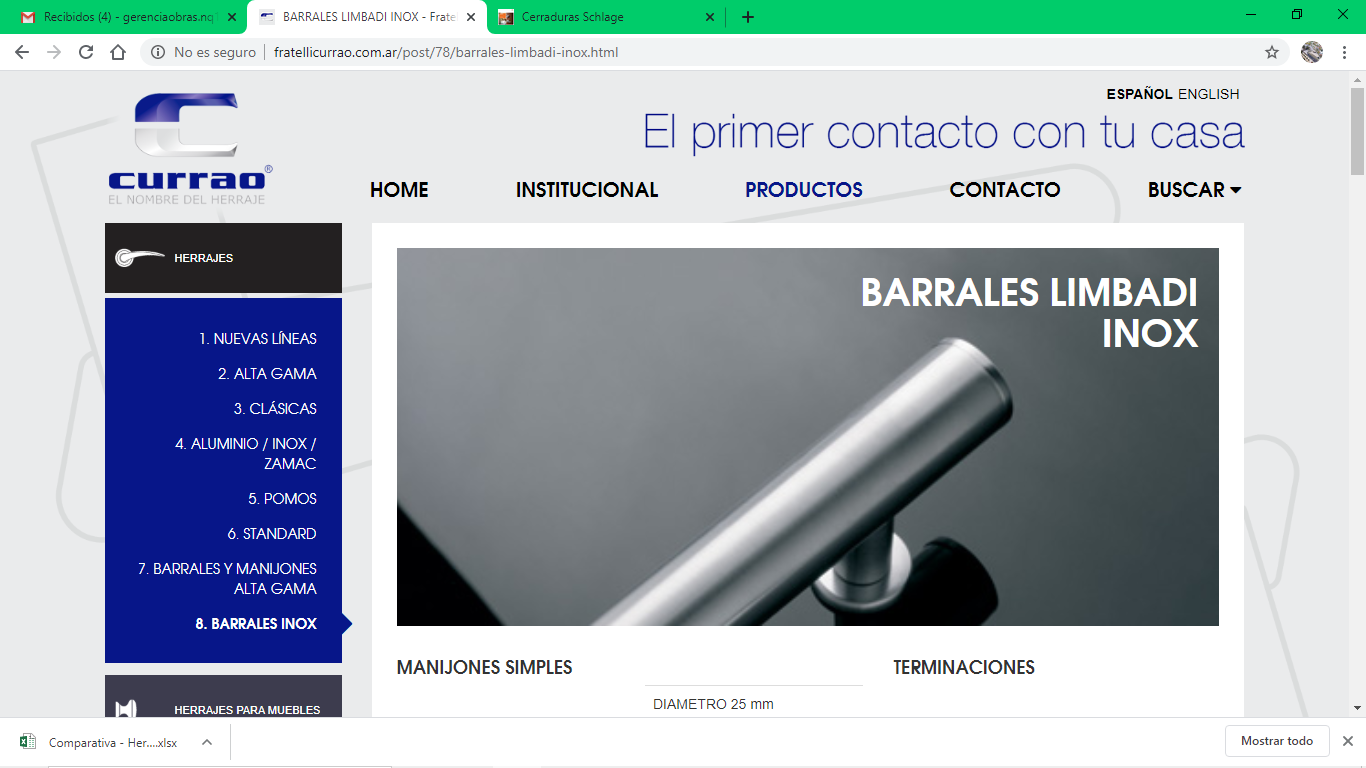 Recibidos (4) - gerenciaobras.nq
BARRALES LIMBADI INOX - Frate
Cerraduras Schlage
No es seguro
fratellicurrao.com.ar/post/78/barrales-limbadi-inox.html
ESPAÑOL ENGLISH
El primer contacto con tu casa
currao®
EL NOMBRE DEL HERRAJE
HOME
INSTITUCIONAL
PRODUCTOS
CONTACTO
BUSCAR
HERRAJES
1. NUEVAS LÍNEAS
2. ALTA GAMA
3. CLÁSICAS
4. ALUMINIO / INOX /
ZAMAC
5. POMOS
6. STANDARD
7. BARRALES Y MANIJONES
ALTA GAMA
8. BARRALES INOX
HERRAJES PARA MUEBLES
BARRALES LIMBADI
INOX
MANIJONES SIMPLES
TERMINACIONES
DIAMETRO 25 mm
Comparativa - Her....xlsx
Mostrar todo